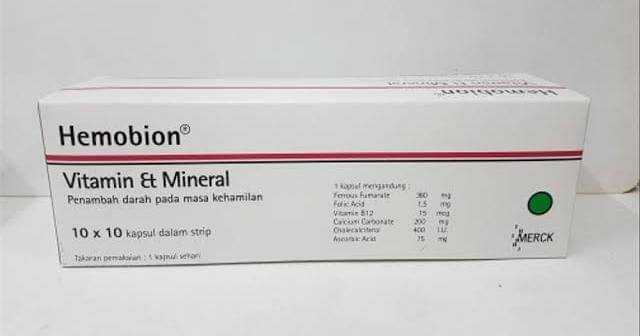 Hemobion®
Vitamin & Mineral
Hemobion®
Vitamin & Mineral
Penambah darah pada masa kehamilan
10 x 10 kapsul dalam strip
Takaran pemakaian : 1 kapsul sehari
1 kapsul mengandung :
Ferrous Fumarate 360 mg
Folic Acid 1,5 mg
Vitamin B12 15 mcg
Calcium Carbonate 200 mg
Cholecalciferol 400 I.U.
Ascorbic Acid 75 mg
MERCK